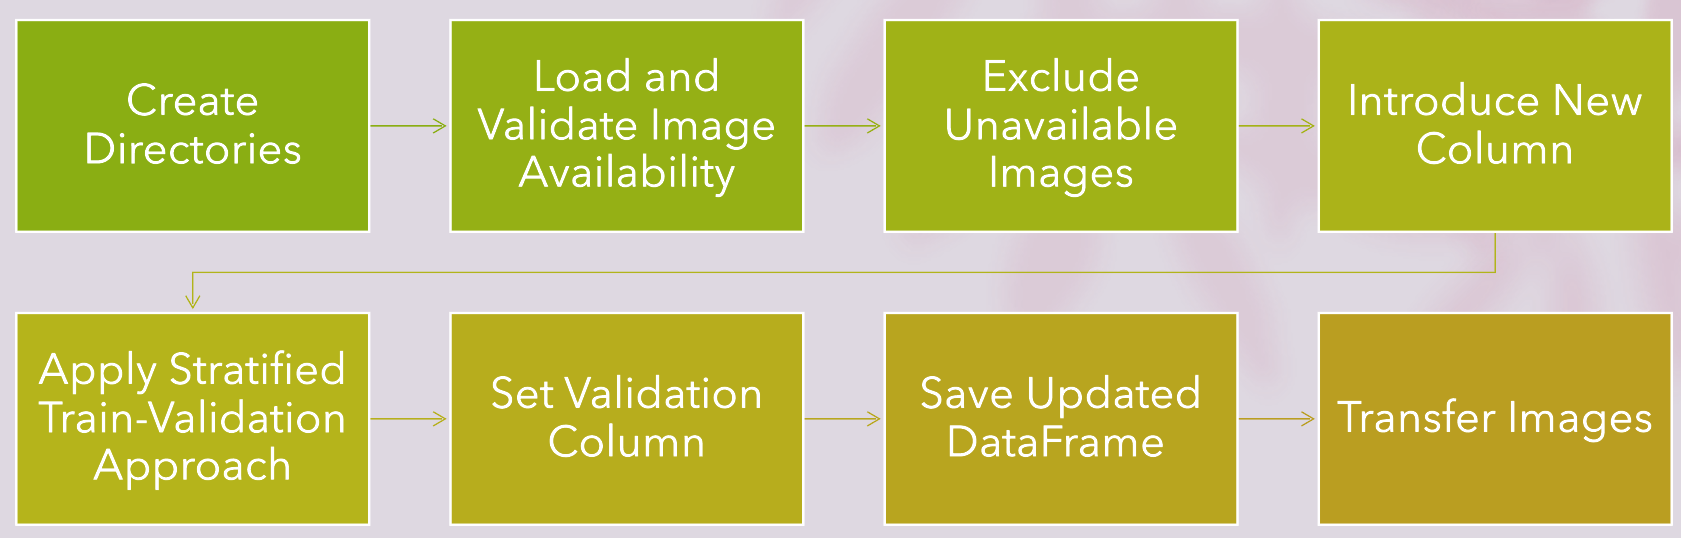 Create
Directories
Load and
Validate Image
Availability
Exclude
Unavailable
Images
Introduce New
Column
Apply Stratified
Train-Validation
Approach
Set Validation
Column
Save Updated
DataFrame
Transfer Images